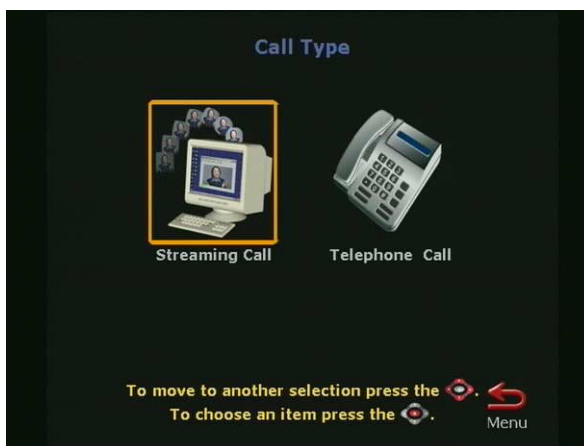 Call Type
Streaming Call
Telephone Call
To move to another selection press the .
To choose an item press the .
Menu